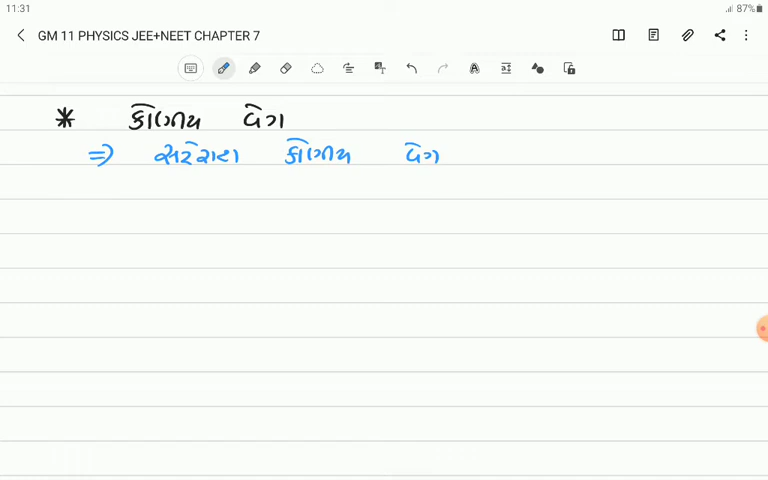 11:31
87%
GM 11 PHYSICS JEE+NEET CHAPTER 7
* કોણીય વેગ
⇒ સરેરાશ કોણીય વેગ